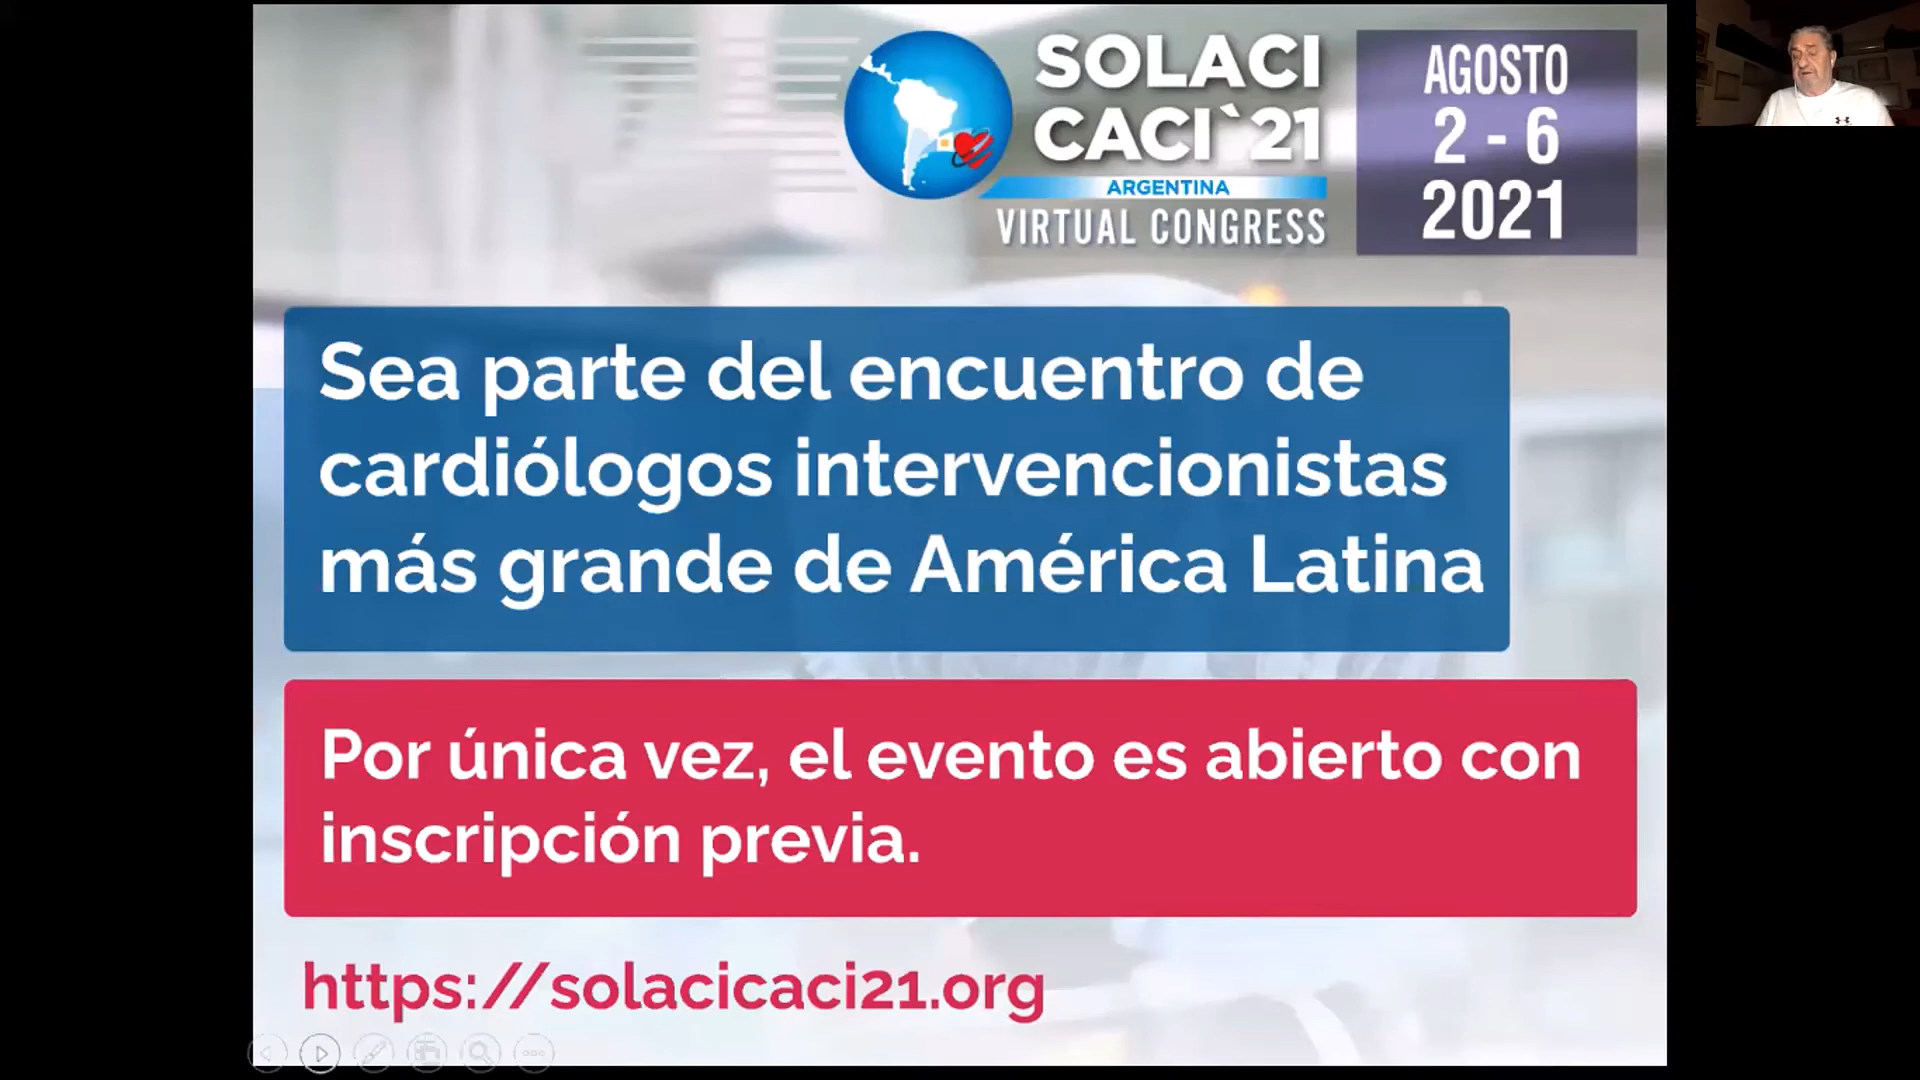 SOLACI
CACI`21
ARGENTINA
VIRTUAL CONGRESS
AGOSTO
2 - 6
2021
Sea parte del encuentro de
cardiólogos intervencionistas
más grande de América Latina
Por única vez, el evento es abierto con
inscripción previa.
https://solacicaci21.org